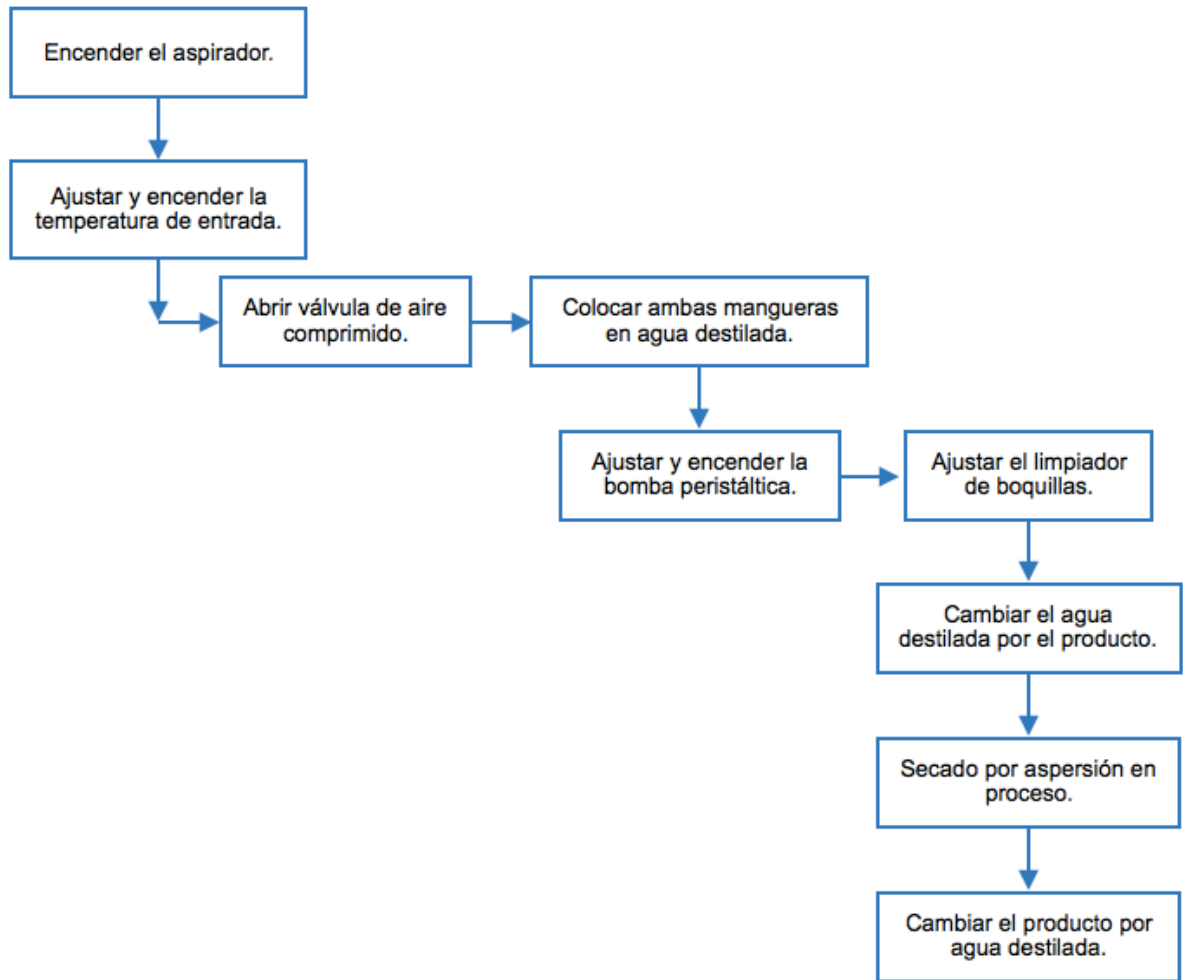 Encender el aspirador.
Ajustar y encender la
temperatura de entrada.
Abrir válvula de aire
comprimido.
Colocar ambas mangueras
en agua destilada.
Ajustar y encender la
bomba peristáltica.
Ajustar el limpiador
de boquillas.
Cambiar el agua
destilada por el producto.
Secado por aspersión en
proceso.
Cambiar el producto por
agua destilada.